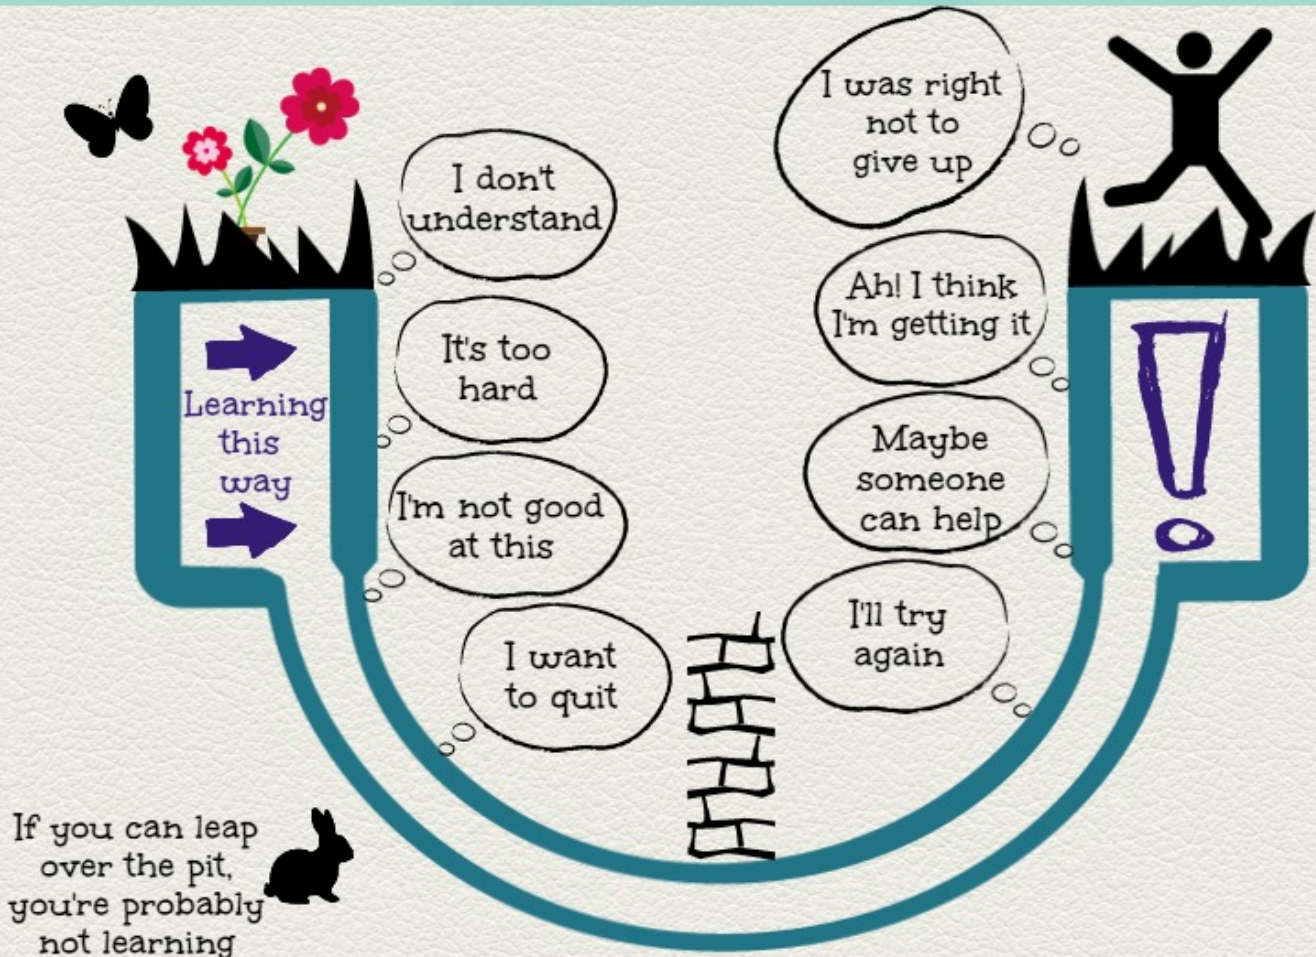 I don't
understand
It's too
hard
I'm not good
at this
I want
to quit
Learning
this
way
I was right
not to
give up
Ah! I think
I'm getting it
Maybe
someone
can help
I'll try
again
If you can leap
over the pit,
you're probably
not learning